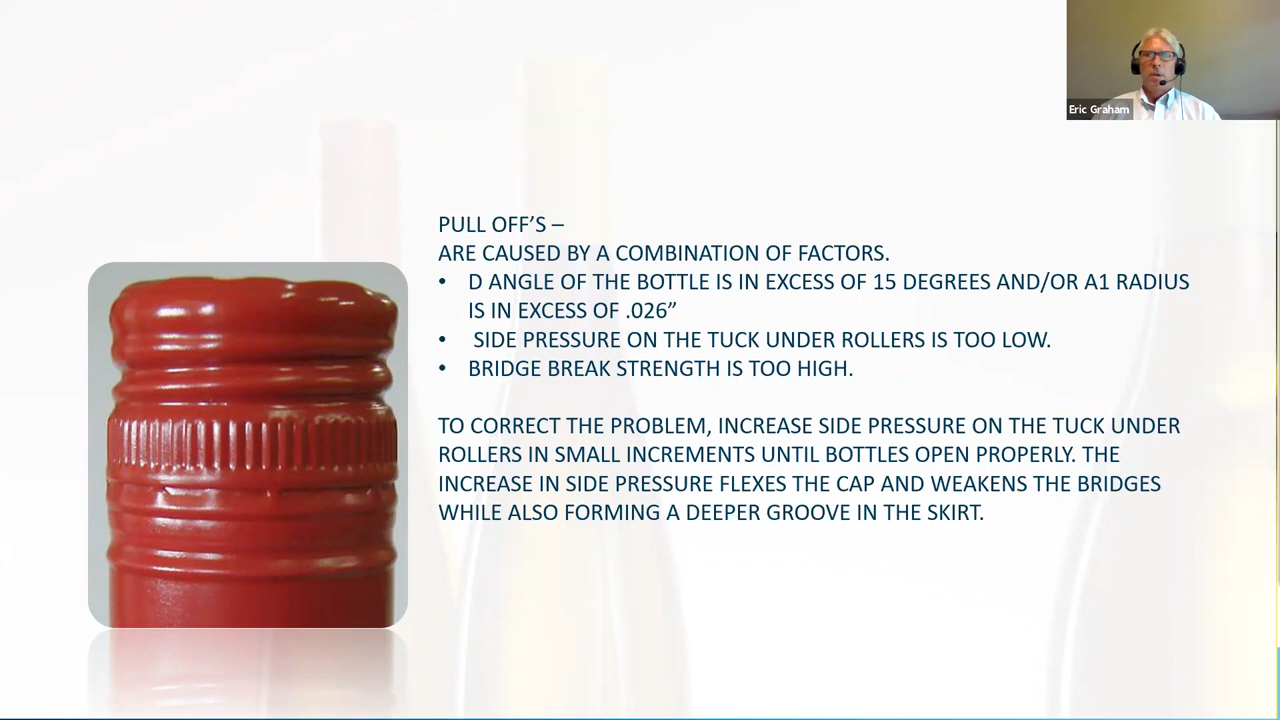 Eric Graham
PULL OFF’S –
ARE CAUSED BY A COMBINATION OF FACTORS.
• D ANGLE OF THE BOTTLE IS IN EXCESS OF 15 DEGREES AND/OR A1 RADIUS
IS IN EXCESS OF .026”
• SIDE PRESSURE ON THE TUCK UNDER ROLLERS IS TOO LOW.
• BRIDGE BREAK STRENGTH IS TOO HIGH.
TO CORRECT THE PROBLEM, INCREASE SIDE PRESSURE ON THE TUCK UNDER
ROLLERS IN SMALL INCREMENTS UNTIL BOTTLES OPEN PROPERLY. THE
INCREASE IN SIDE PRESSURE FLEXES THE CAP AND WEAKENS THE BRIDGES
WHILE ALSO FORMING A DEEPER GROOVE IN THE SKIRT.